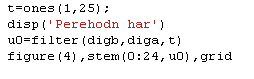 t=ones(1,25);
disp('Perehodn har')
u0=filter(digb,diga,t)
figure(4),stem(0:24,u0),grid